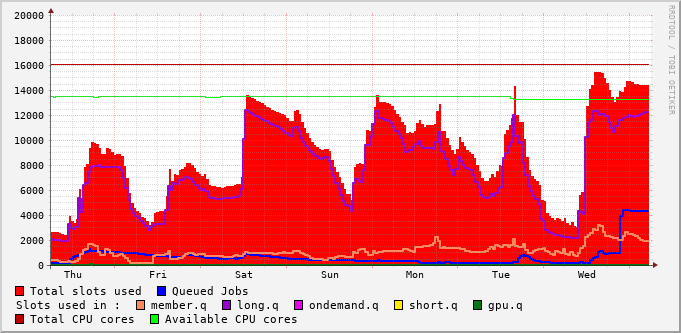 RRDTOOL / TOBI OETIKER
20000
18000
16000
14000
12000
10000
8000
6000
4000
2000
0
Thu Fri Sat Sun Mon Tue Wed
Total slots used Queued Jobs
Slots used in : member.q long.q ondemand.q short.q gpu.q
Total CPU cores Available CPU cores